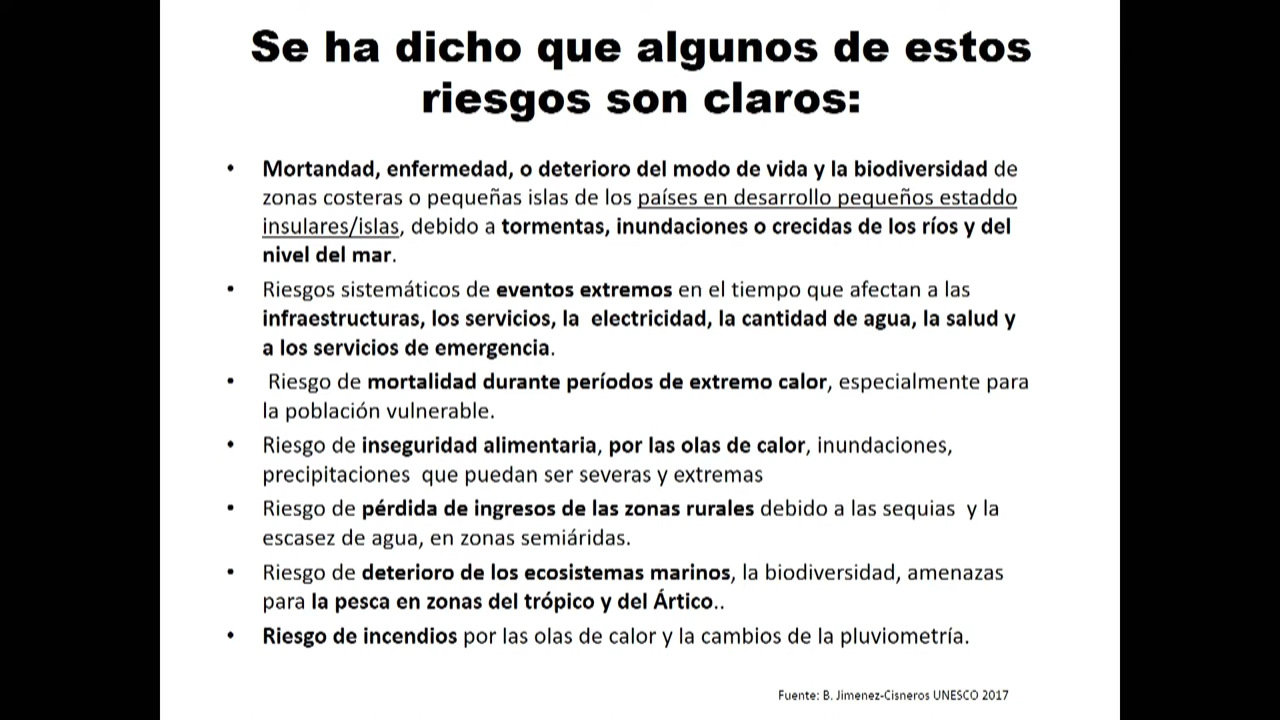 Se ha dicho que algunos de estos
riesgos son claros:
• Mortandad, enfermedad, o deterioro del modo de vida y la biodiversidad de
zonas costeras o pequeñas islas de los países en desarrollo pequeños estaddo
insulares/islas, debido a tormentas, inundaciones o crecidas de los ríos y del
nivel del mar.
• Riesgos sistemáticos de eventos extremos en el tiempo que afectan a las
infraestructuras, los servicios, la electricidad, la cantidad de agua, la salud y
a los servicios de emergencia.
• Riesgo de mortalidad durante períodos de extremo calor, especialmente para
la población vulnerable.
• Riesgo de inseguridad alimentaria, por las olas de calor, inundaciones,
precipitaciones que puedan ser severas y extremas
• Riesgo de pérdida de ingresos de las zonas rurales debido a las sequias y la
escasez de agua, en zonas semiáridas.
• Riesgo de deterioro de los ecosistemas marinos, la biodiversidad, amenazas
para la pesca en zonas del trópico y del Ártico..
• Riesgo de incendios por las olas de calor y la cambios de la pluviometría.
Fuente: B. Jimenez-Cisneros UNESCO 2017